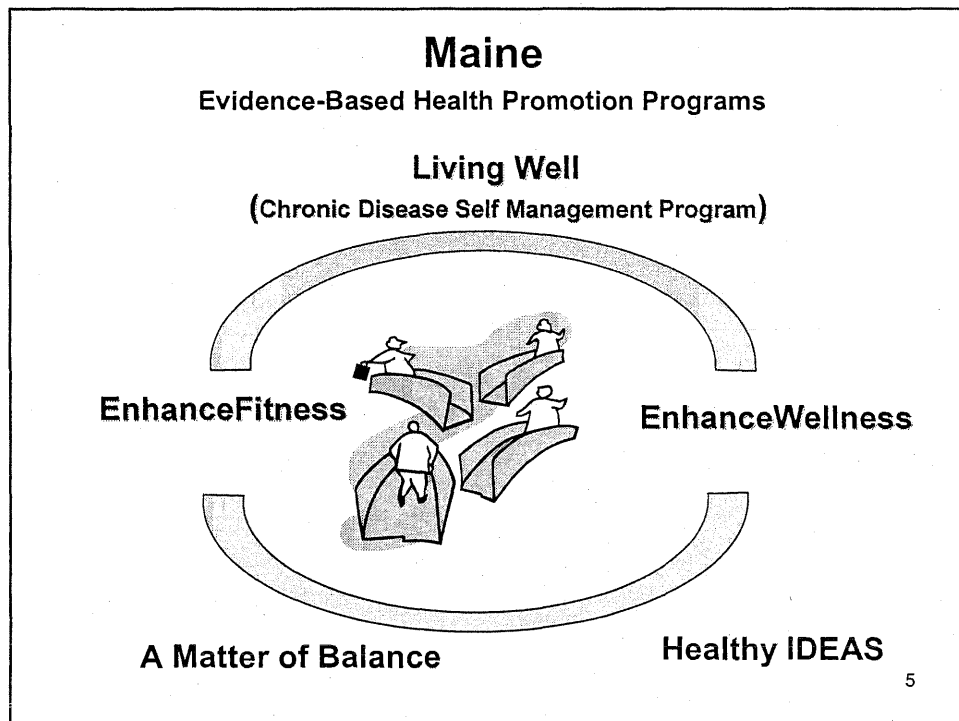 Maine
Evidence-Based Health Promotion Programs
Living Well
(Chronic Disease Self Management Program)
EnhanceFitness
EnhanceWellness
A Matter of Balance
Healthy IDEAS
5